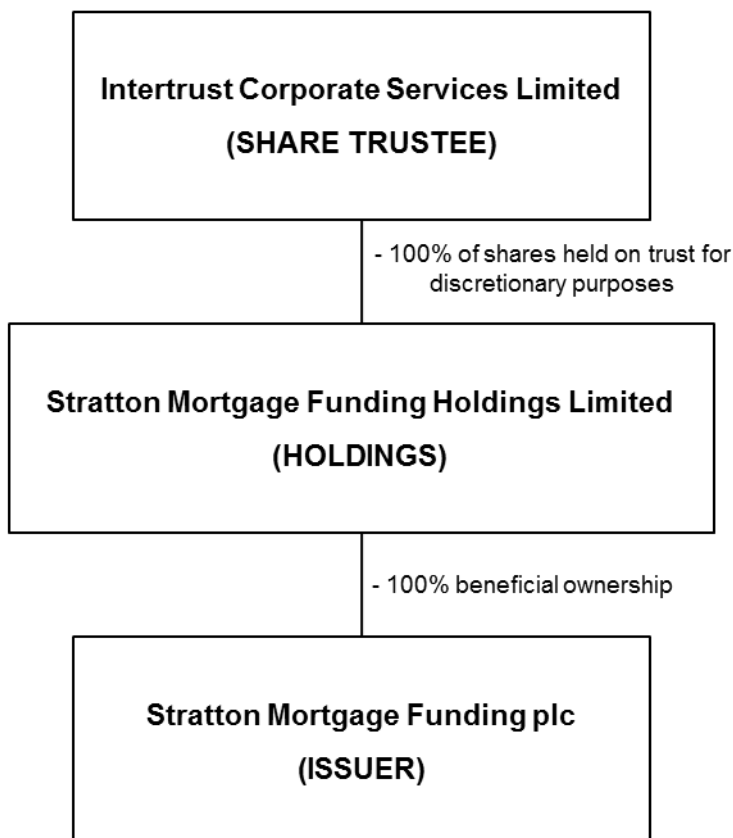 Intertrust Corporate Services Limited
(SHARE TRUSTEE)
- 100% of shares held on trust for
discretionary purposes
Stratton Mortgage Funding Holdings Limited
(HOLDINGS)
- 100% beneficial ownership
Stratton Mortgage Funding plc
(ISSUER)